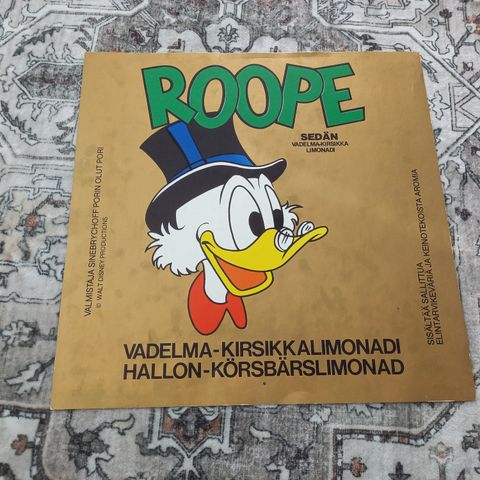 ROOPE
SEDÄN
VADELMA-KIRSIKKA
LIMONADI
VALMISTAJA SINEBRYCHOFF PORIN OLUT PORI
© WALT DISNEY PRODUCTIONS
SISÄLTÄÄ SALLITTUA
ELINTARVIKEVÄRIÄ JA KEINOTEKOISTA AROMIA
VADELMA-KIRSIKKALIMONADI
HALLON-KÖRSBÄRSLIMONAD